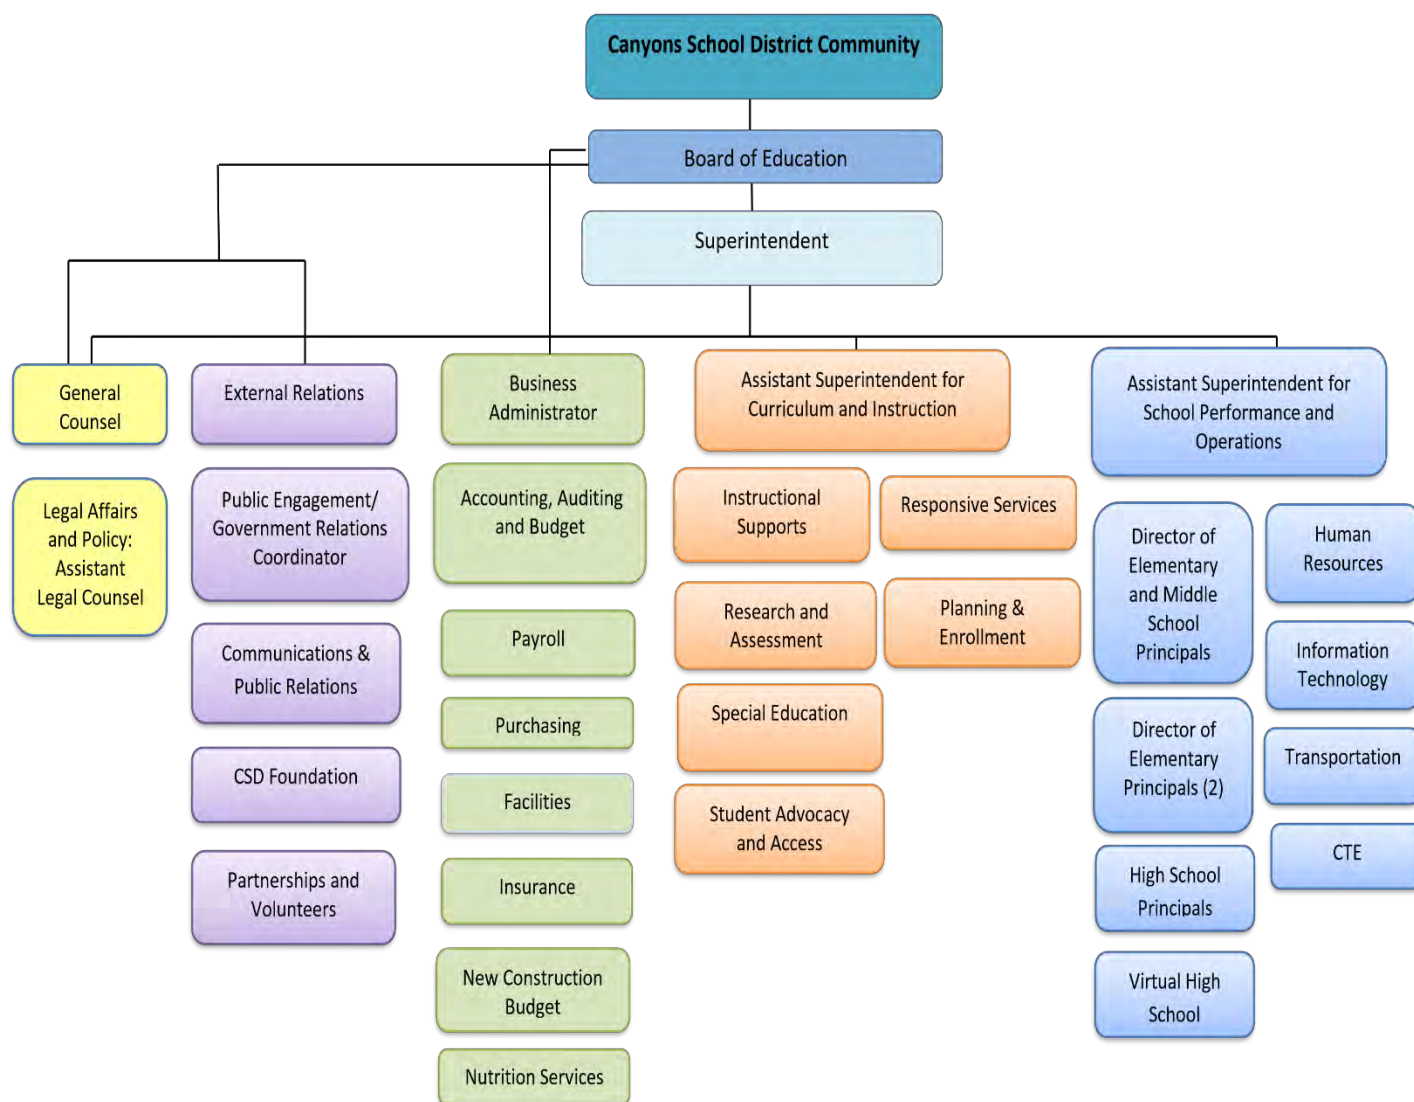 Canyons School District Community
Board of Education
Superintendent
General
Counsel
External Relations
Business
Administrator
Assistant Superintendent for
Curriculum and Instruction
Assistant Superintendent for
School Performance and
Operations
Legal Affairs
and Policy:
Assistant
Legal Counsel
Public Engagement/
Government Relations
Coordinator
Communications &
Public Relations
CSD Foundation
Partnerships and
Volunteers
Accounting, Auditing
and Budget
Payroll
Purchasing
Facilities
Insurance
New Construction
Budget
Nutrition Services
Instructional
Supports
Research and
Assessment
Special Education
Student Advocacy
and Access
Responsive Services
Planning &
Enrollment
Director of
Elementary
and Middle
School
Principals
Director of
Elementary
Principals (2)
High School
Principals
Virtual High
School
Human
Resources
Information
Technology
Transportation
CTE